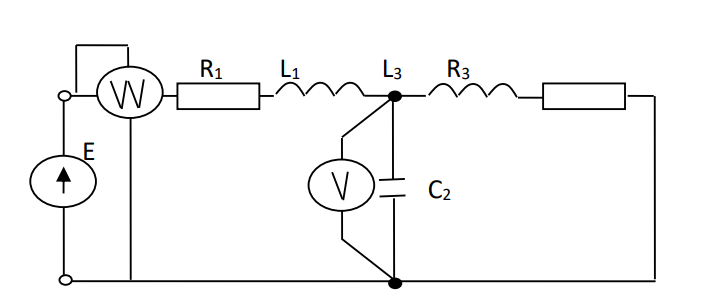 R₁ L₁ L₃ R₃
W
E
V
C₂